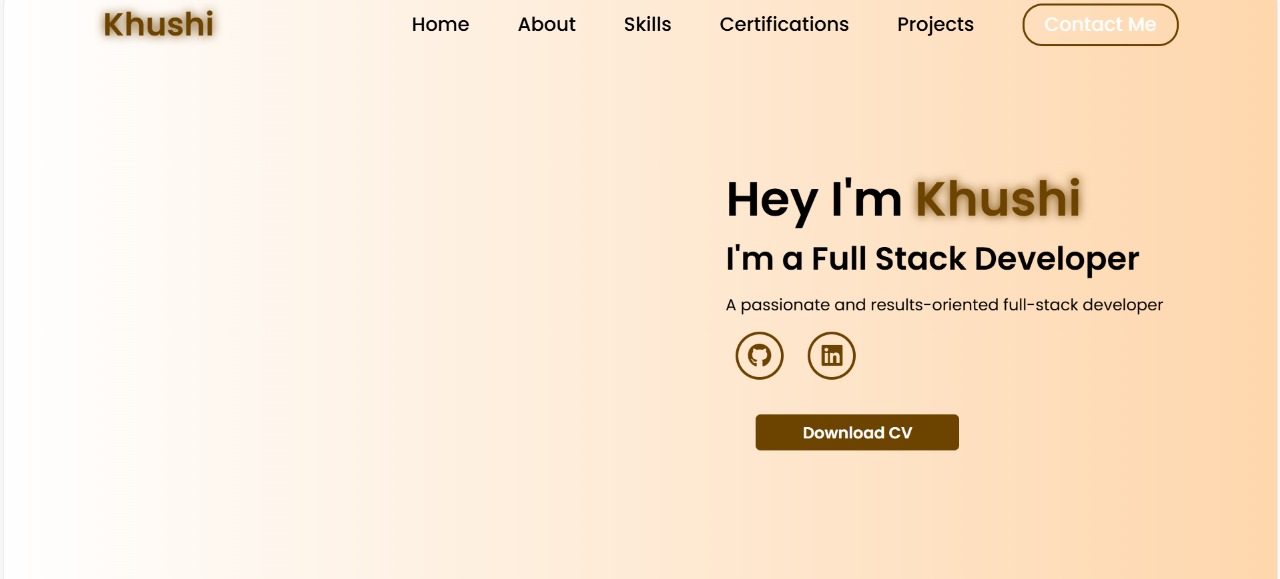 Khushi Home About Skills Certifications Projects Contact Me
Hey I'm Khushi
I'm a Full Stack Developer
A passionate and results-oriented full-stack developer
in
Download CV